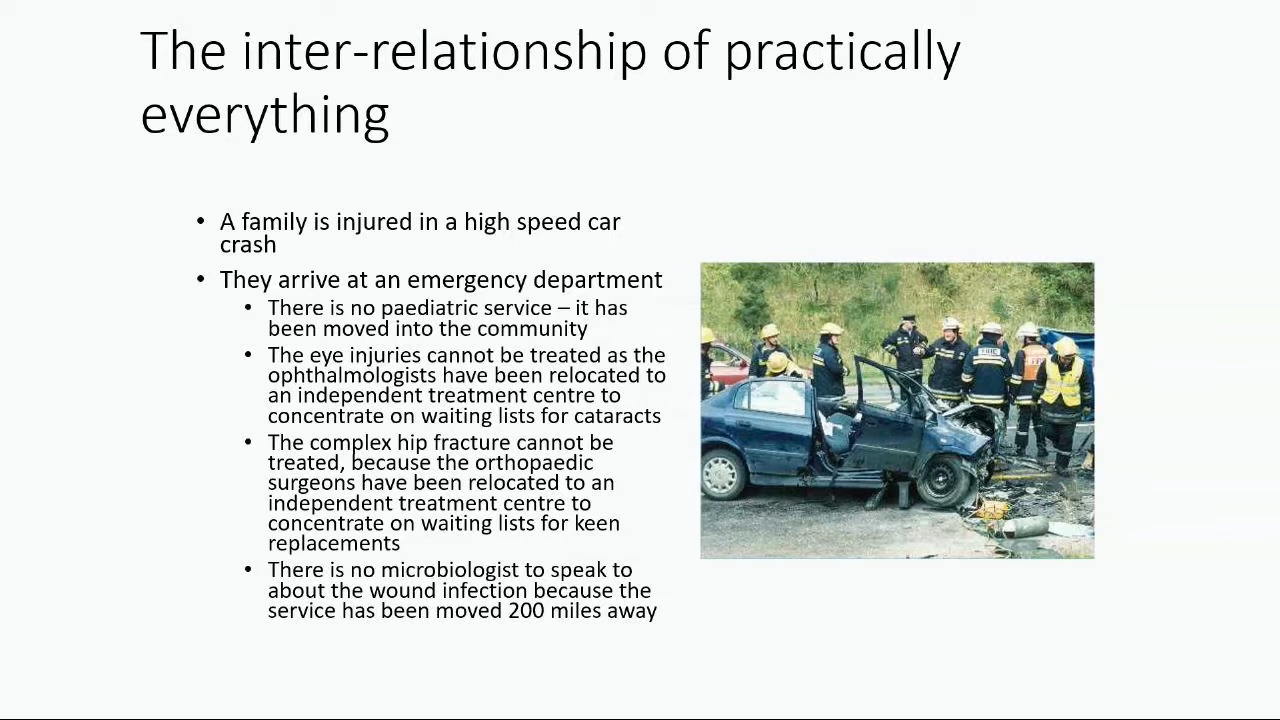 The inter-relationship of practically
everything
• A family is injured in a high speed car
crash
• They arrive at an emergency department
• There is no paediatric service – it has
been moved into the community
• The eye injuries cannot be treated as the
ophthalmologists have been relocated to
an independent treatment centre to
concentrate on waiting lists for cataracts
• The complex hip fracture cannot be
treated, because the orthopaedic
surgeons have been relocated to an
independent treatment centre to
concentrate on waiting lists for keen
replacements
• There is no microbiologist to speak to
about the wound infection because the
service has been moved 200 miles away
FIRE